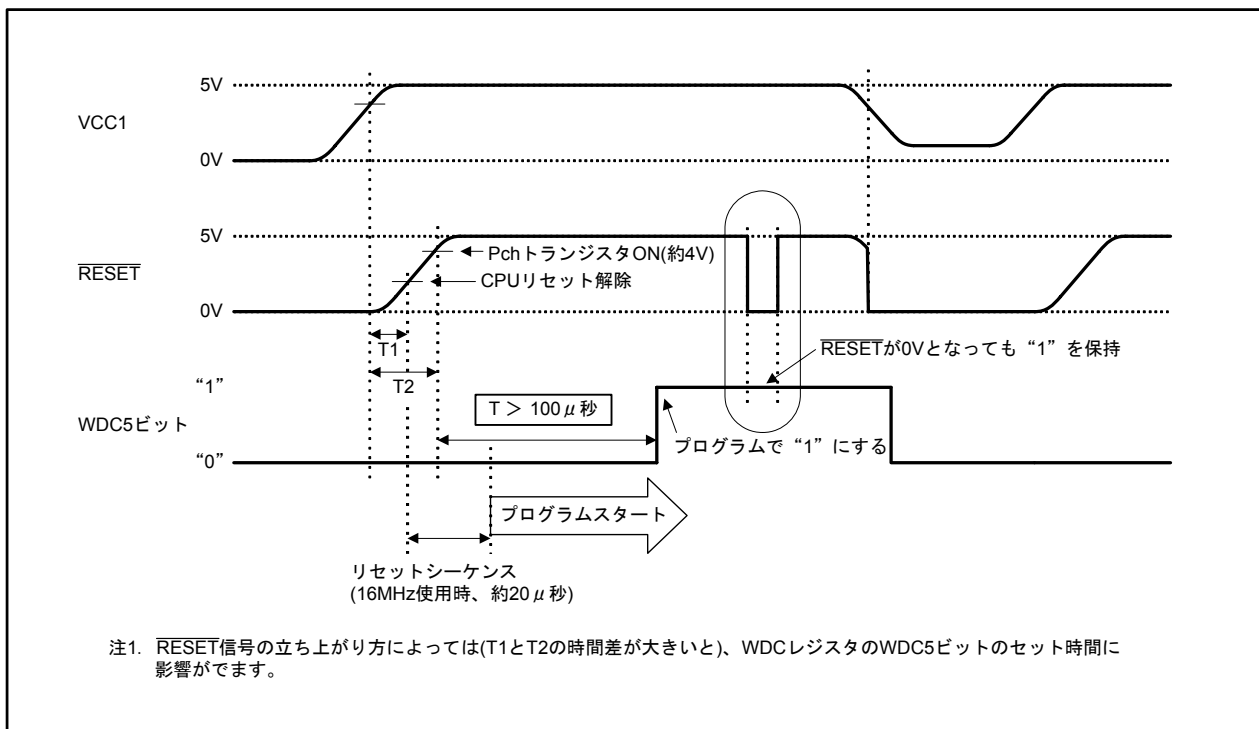 5V
VCC1
0V
5V
PchトランジスタON(約4V)
RESET
CPUリセット解除
0V
T1
RESETが0Vとなっても“1”を保持
“1”
T2
T > 100μ秒
WDC5ビット
プログラムで“1”にする
“0”
プログラムスタート
リセットシーケンス
(16MHz使用時、約20μ秒)
注1. RESET信号の立ち上がり方によっては(T1とT2の時間差が大きいと)、WDCレジスタのWDC5ビットのセット時間に
影響がでます。